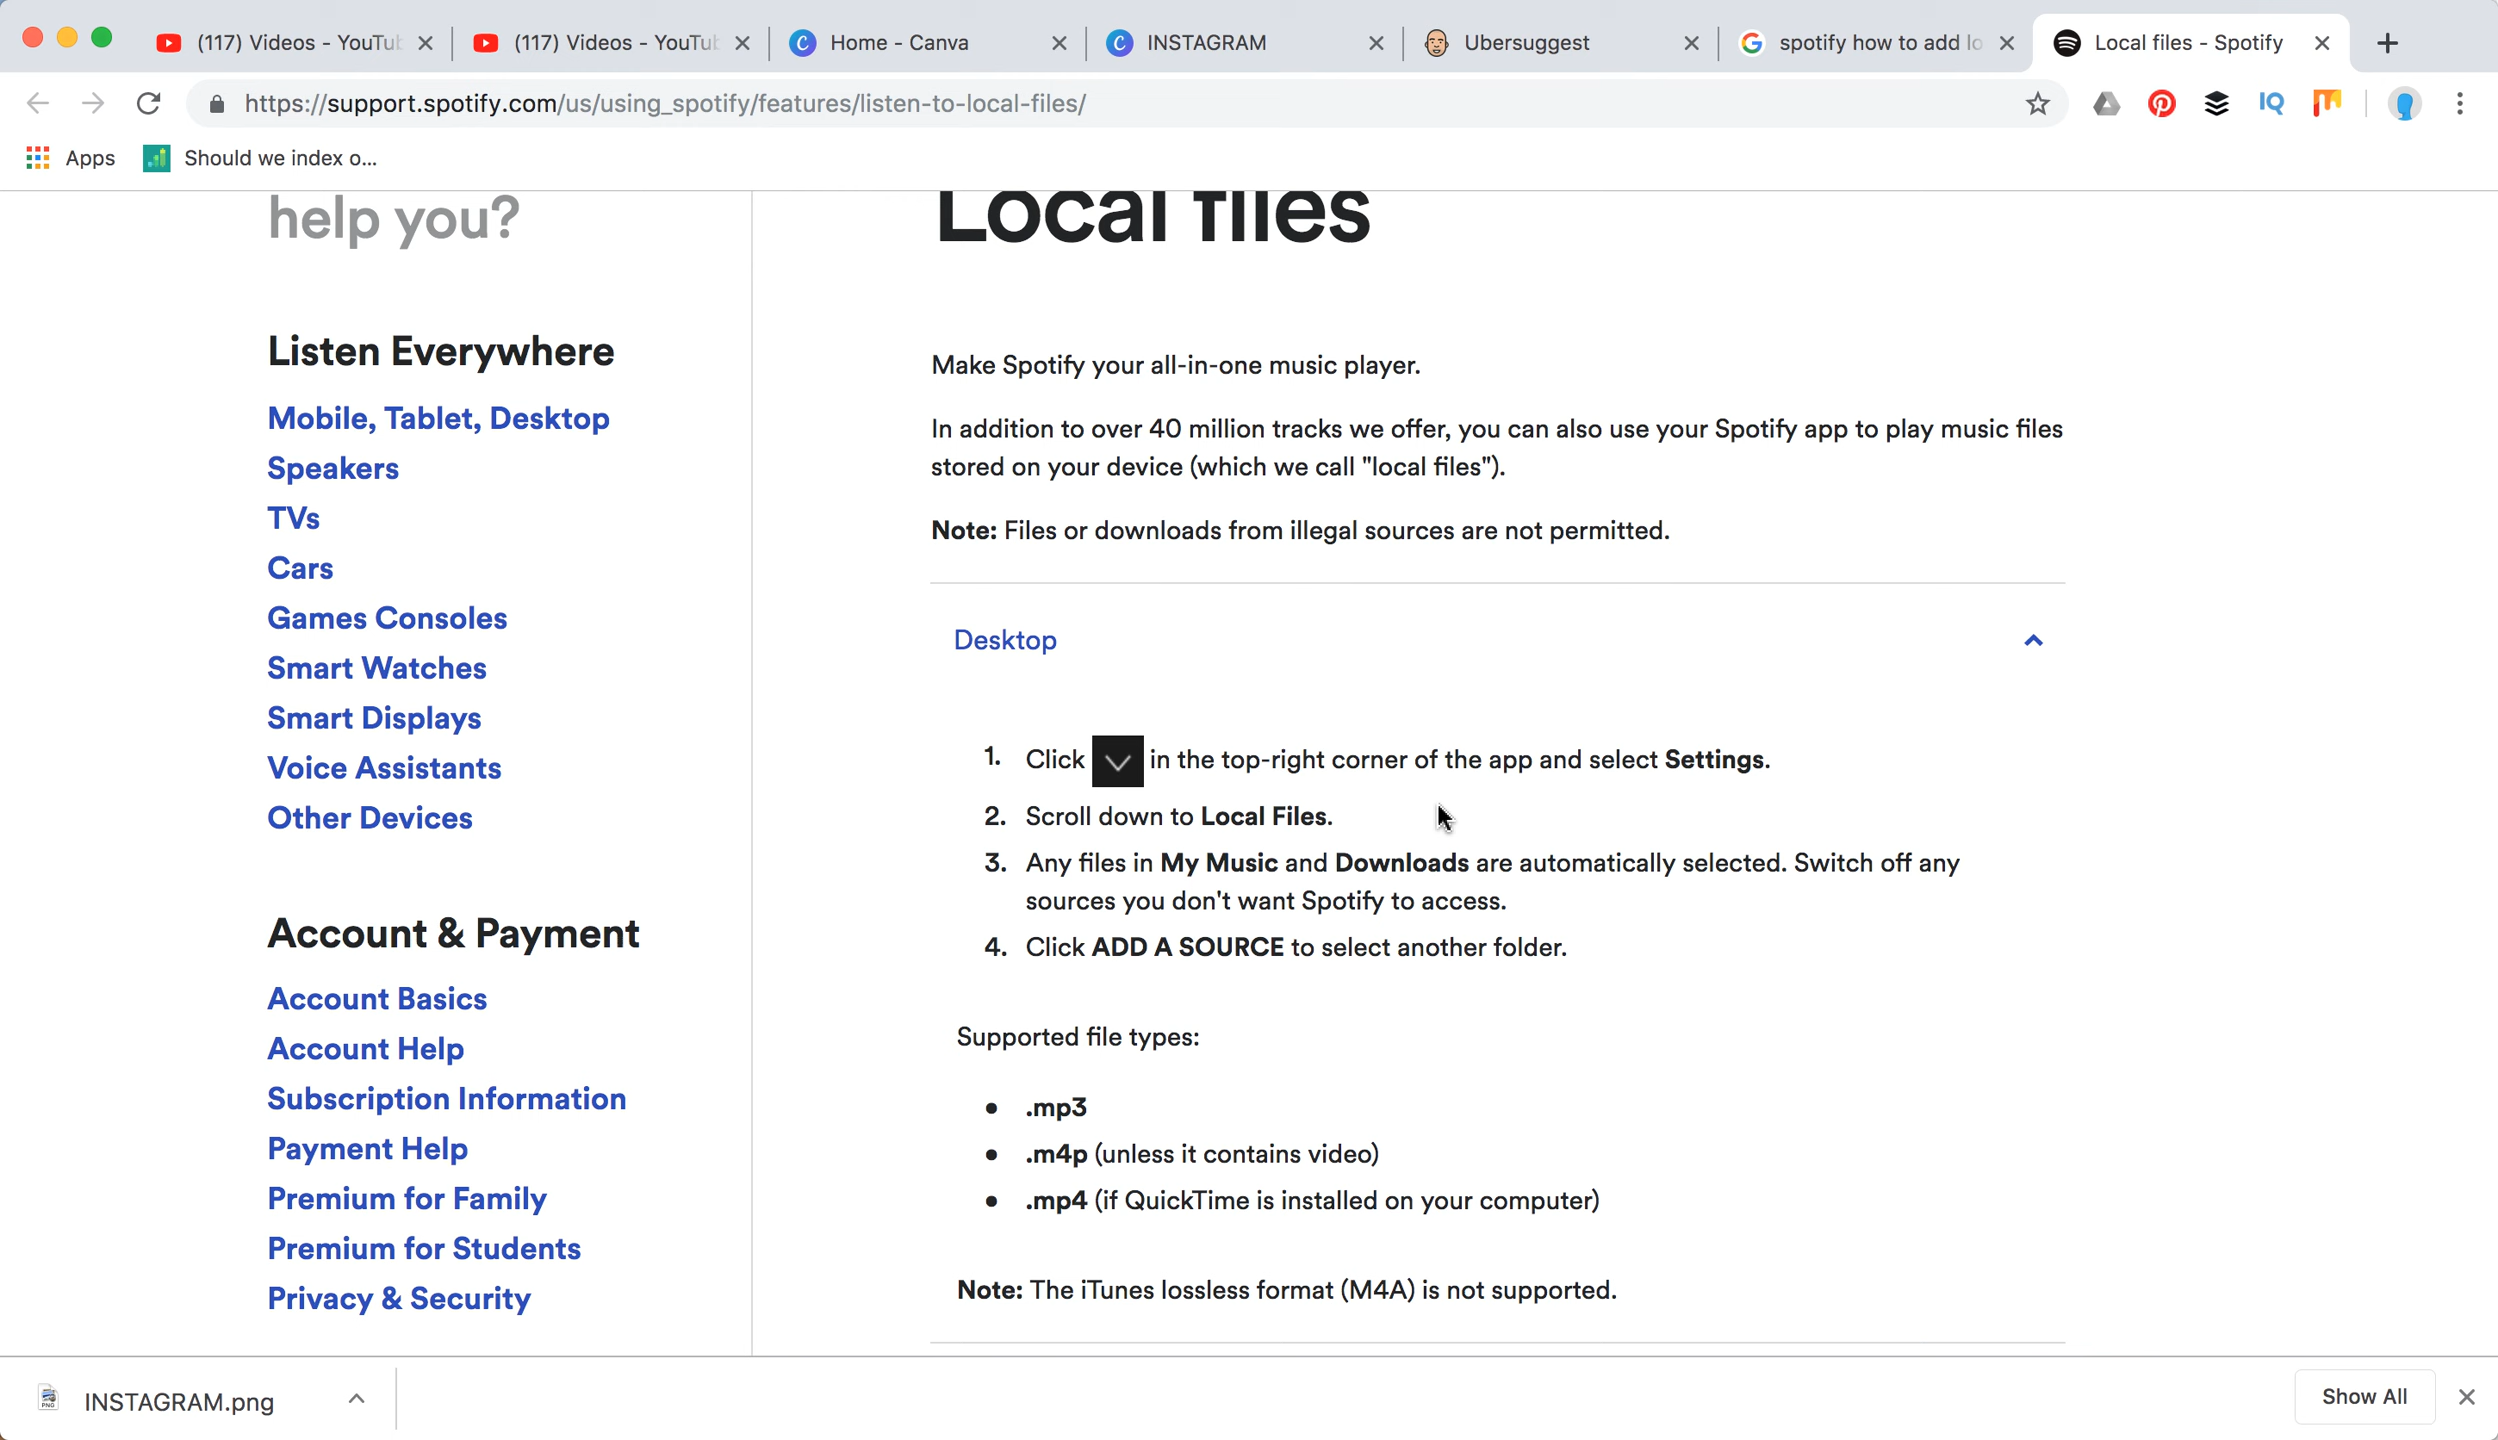 (117) Videos - YouTub
(117) Videos - YouTub
Home - Canva
INSTAGRAM
Ubersuggest
spotify how to add lo
Local files - Spotify
https://support.spotify.com/us/using_spotify/features/listen-to-local-files/
Apps
Should we index o...
help you?
Listen Everywhere
Mobile, Tablet, Desktop
Speakers
TVs
Cars
Games Consoles
Smart Watches
Smart Displays
Voice Assistants
Other Devices
Account & Payment
Account Basics
Account Help
Subscription Information
Payment Help
Premium for Family
Premium for Students
Privacy & Security
Local files
Make Spotify your all-in-one music player.
In addition to over 40 million tracks we offer, you can also use your Spotify app to play music files
stored on your device (which we call "local files").
Note: Files or downloads from illegal sources are not permitted.
Desktop
1. Click in the top-right corner of the app and select Settings.
2. Scroll down to Local Files.
3. Any files in My Music and Downloads are automatically selected. Switch off any
sources you don't want Spotify to access.
4. Click ADD A SOURCE to select another folder.
Supported file types:
• .mp3
• .m4p (unless it contains video)
• .mp4 (if QuickTime is installed on your computer)
Note: The iTunes lossless format (M4A) is not supported.
INSTAGRAM.png
Show All